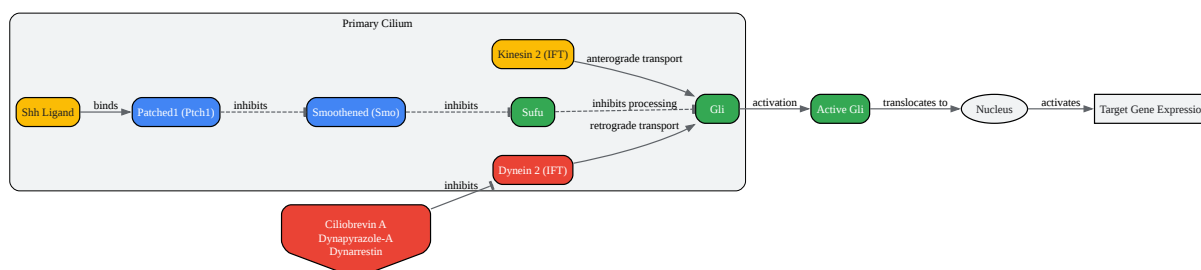 Primary Cilium
Kinesin 2 (IFT)
anterograde transport
Shh Ligand
binds
Patched1 (Ptch1)
inhibits
Smoothened (Smo)
inhibits
Sufu
inhibits processing
Gli
activation
Active Gli
translocates to
Nucleus
activates
Target Gene Expression
retrograde transport
Dynein 2 (IFT)
inhibits
Ciliobrevin A
Dynapyrazole-A
Dynarrestin